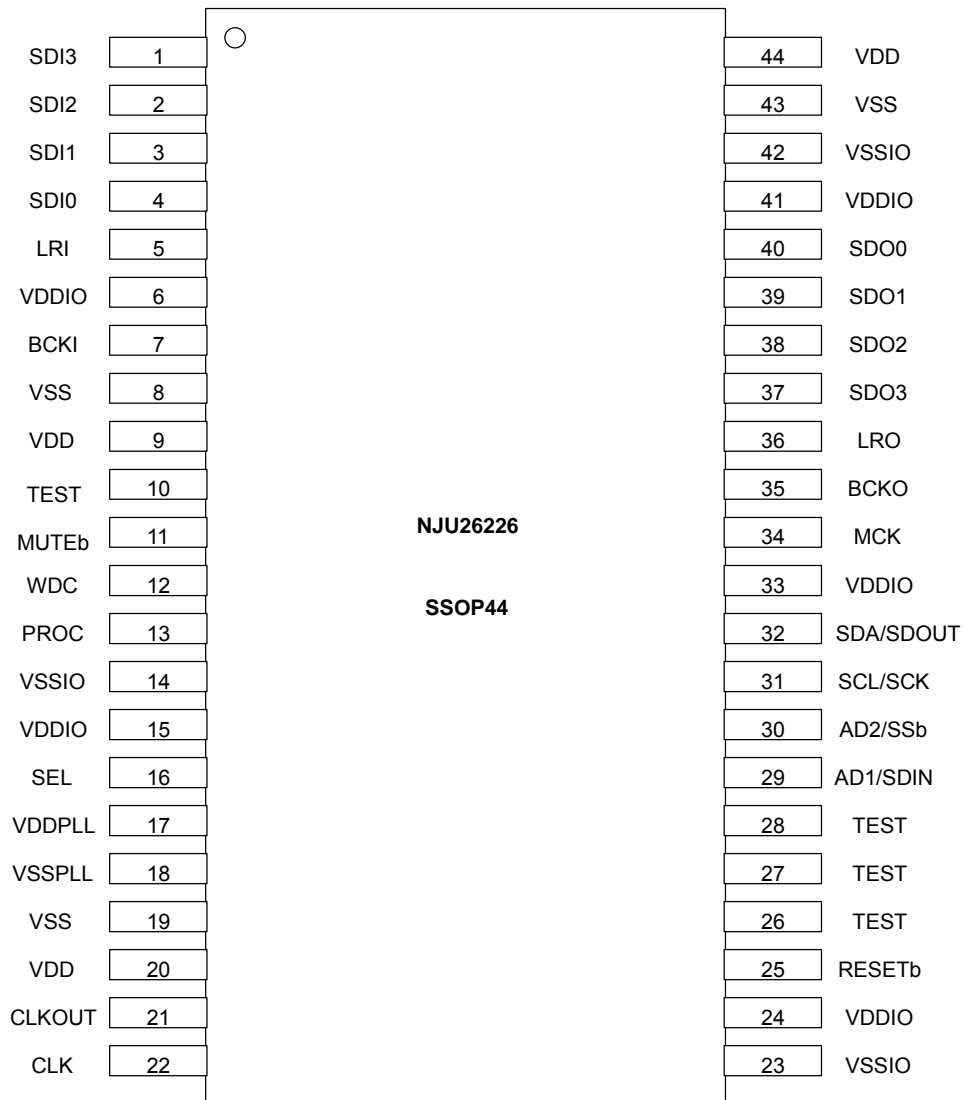 SDI3 1 44 VDD
SDI2 2 43 VSS
SDI1 3 42 VSSIO
SDI0 4 41 VDDIO
LRI 5 40 SDO0
VDDIO 6 39 SDO1
BCKI 7 38 SDO2
VSS 8 37 SDO3
VDD 9 36 LRO
TEST 10 35 BCKO
MUTEb 11 NJU26226 34 MCK
WDC 12 33 VDDIO
PROC 13 SSOP44 32 SDA/SDOUT
VSSIO 14 31 SCL/SCK
VDDIO 15 30 AD2/SSb
SEL 16 29 AD1/SDIN
VDDPLL 17 28 TEST
VSSPLL 18 27 TEST
VSS 19 26 TEST
VDD 20 25 RESETb
CLKOUT 21 24 VDDIO
CLK 22 23 VSSIO